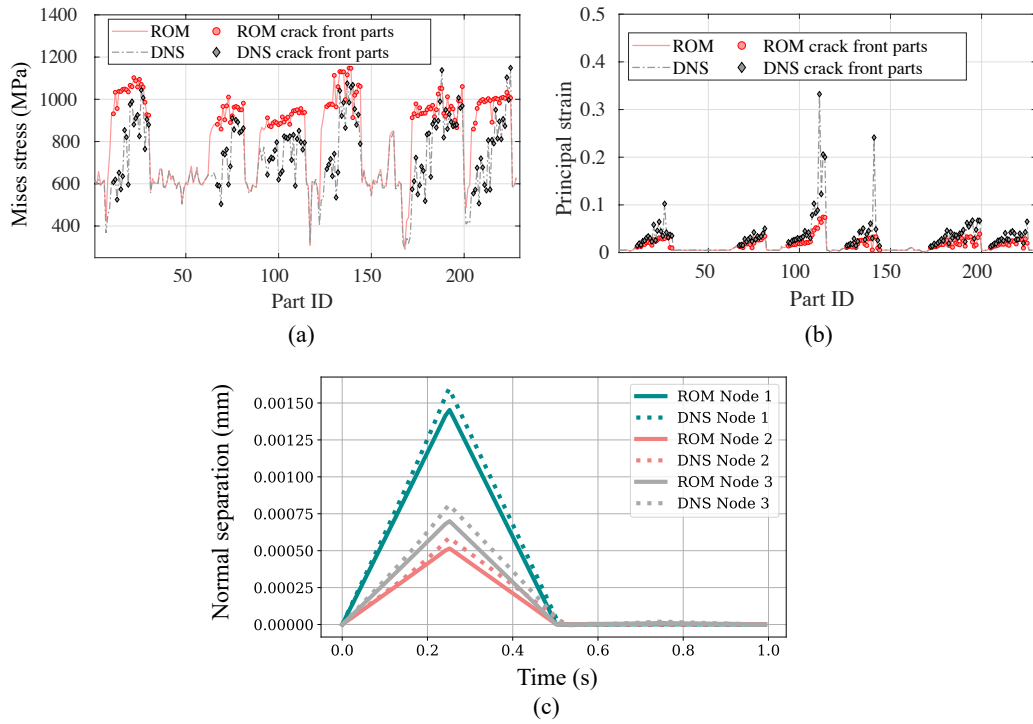 1400
1200
1000
800
600
400
Mises stress (MPa)
ROM
ROM crack front parts
DNS
DNS crack front parts
50
100
150
200
Part ID
(a)
0.5
0.4
0.3
0.2
0.1
0
Principal strain
ROM
ROM crack front parts
DNS
DNS crack front parts
50
100
150
200
Part ID
(b)
0.00150
0.00125
0.00100
0.00075
0.00050
0.00025
0.00000
Normal separation (mm)
ROM Node 1
DNS Node 1
ROM Node 2
DNS Node 2
ROM Node 3
DNS Node 3
0.0
0.2
0.4
0.6
0.8
1.0
Time (s)
(c)